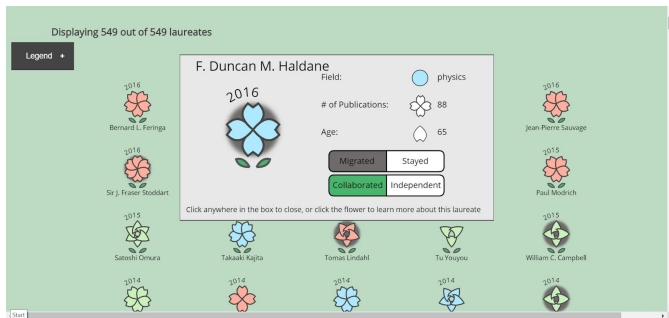 Displaying 549 out of 549 laureates
Legend +
F. Duncan M. Haldane
2016
Field: physics
# of Publications: 88
Age: 65
Migrated Stayed
Collaborated Independent
Click anywhere in the box to close, or click the flower to learn more about this laureate
2016
Bernard L. Feringa
2016
Jean-Pierre Sauvage
2016
Sir J. Fraser Stoddart
2015
Paul Modrich
2015
Satoshi Omura
Takaaki Kajita
Tomas Lindahl
Tu Youyou
2015
William C. Campbell
2014
2014
2014
2014
2014
Start